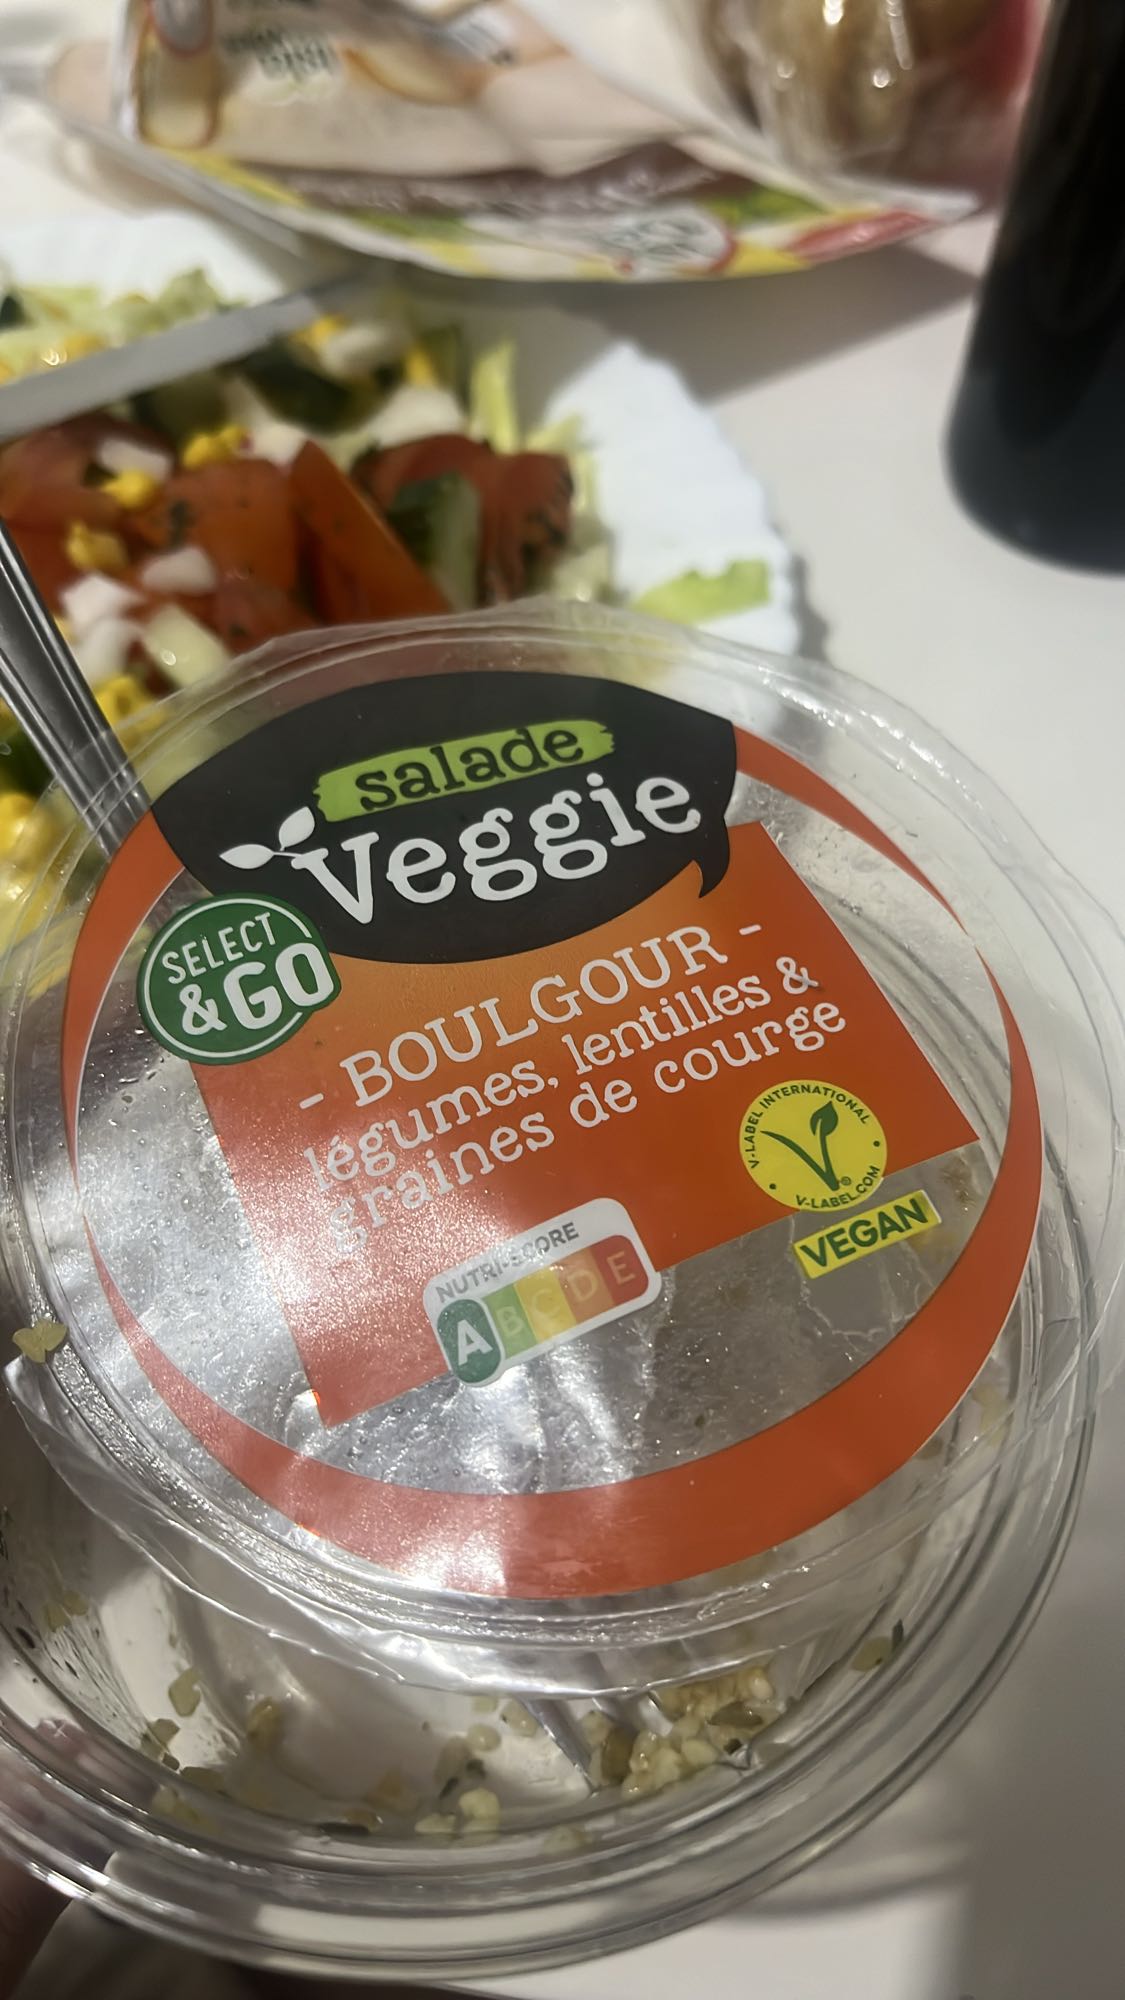 salade
Veggie
SELECT
&GO
- BOULGOUR -
légumes, lentilles &
graines de courge
V-LABEL INTERNATIONAL
V-LABEL.COM
VEGAN
NUTRI-SCORE
A B C D E